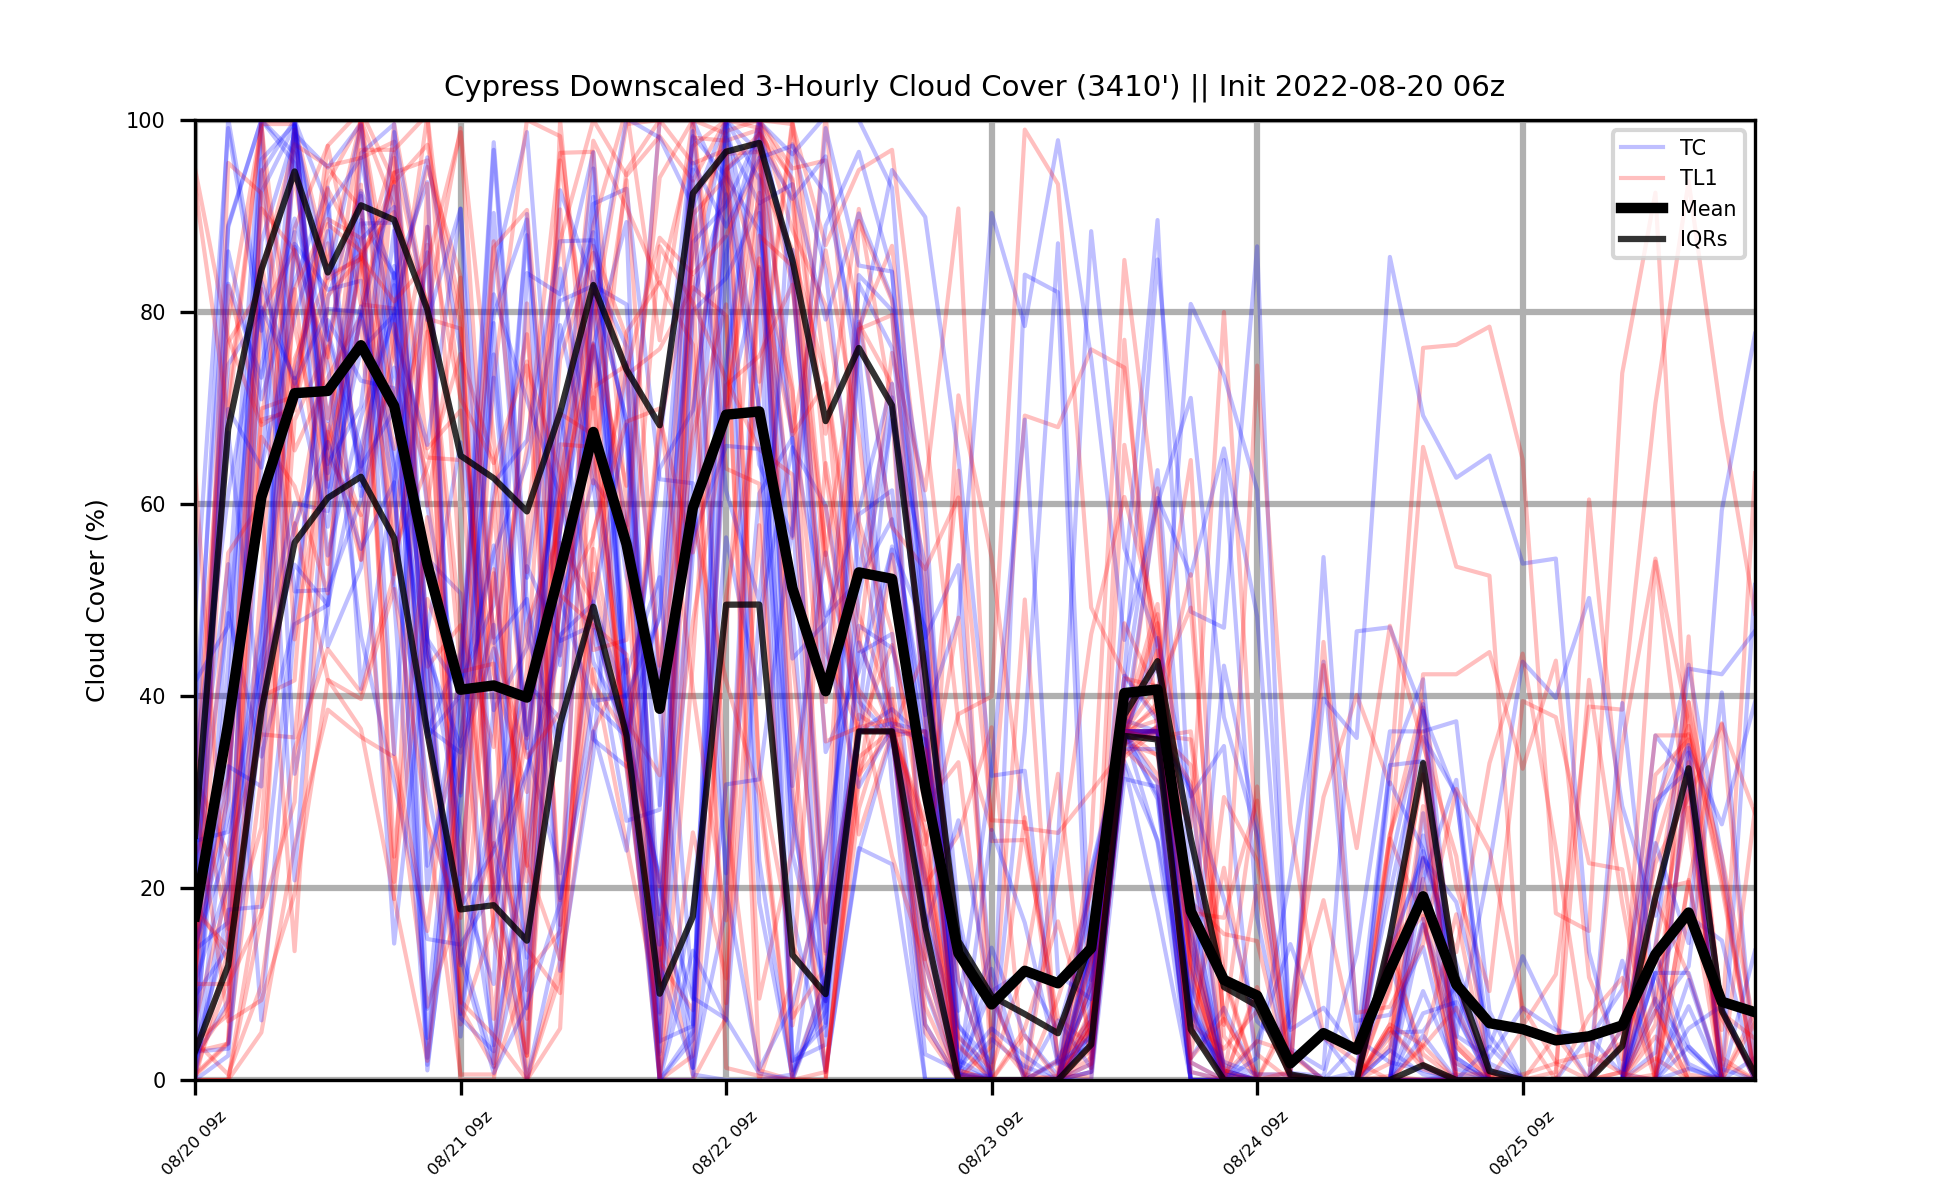 Cypress Downscaled 3-Hourly Cloud Cover (3410') || Init 2022-08-20 06z
TC
TL1
Mean
IQRs
Cloud Cover (%)
100
80
60
40
20
0
08/20 09z
08/21 09z
08/22 09z
08/23 09z
08/24 09z
08/25 09z